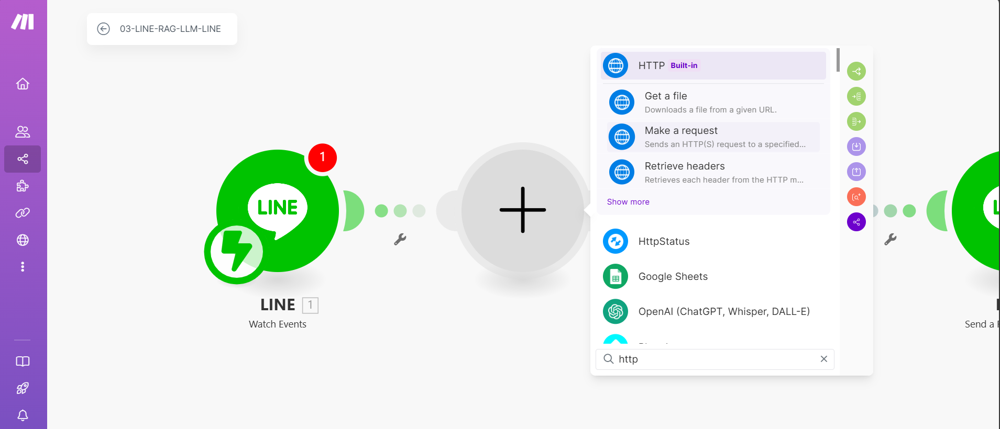 03-LINE-RAG-LLM-LINE
HTTP Built-in
Get a file
Downloads a file from a given URL.
Make a request
Sends an HTTP(S) request to a specified...
Retrieve headers
Retrieves each header from the HTTP m...
Show more
HttpStatus
Google Sheets
OpenAI (ChatGPT, Whisper, DALL-E)
http
1
LINE
LINE 1
Watch Events
Send a